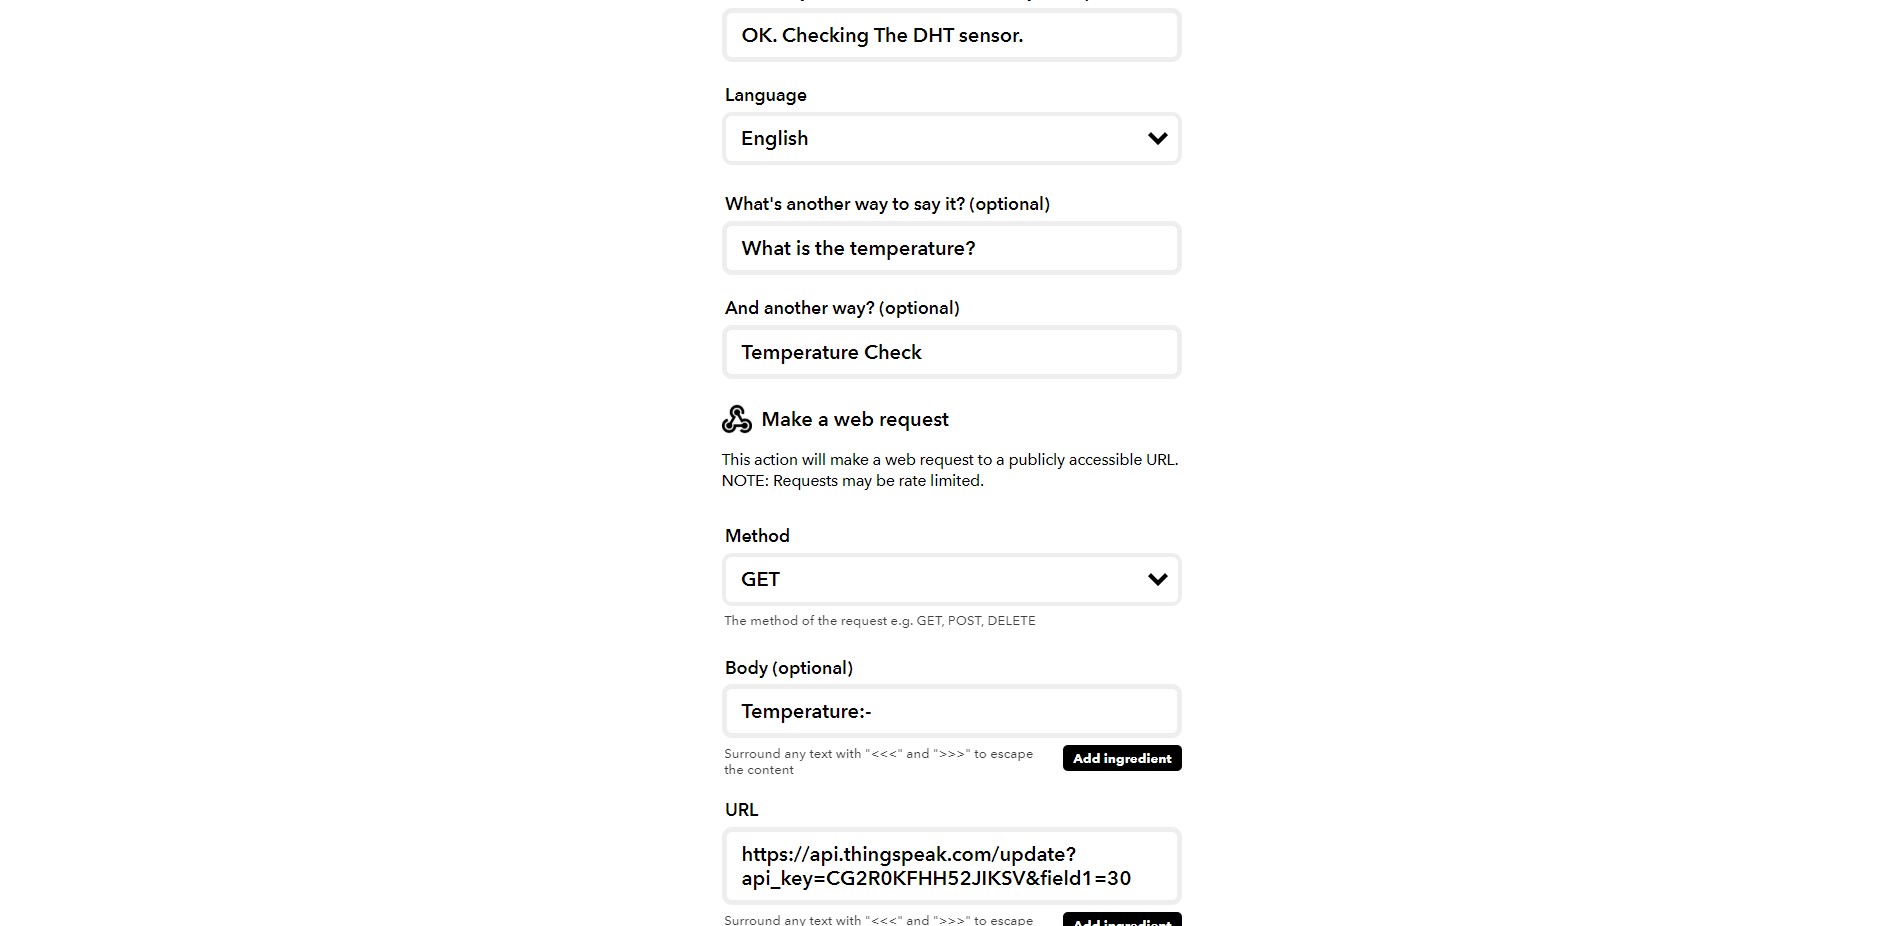 OK. Checking The DHT sensor.
Language
English
What's another way to say it? (optional)
What is the temperature?
And another way? (optional)
Temperature Check
Make a web request
This action will make a web request to a publicly accessible URL.
NOTE: Requests may be rate limited.
Method
GET
The method of the request e.g. GET, POST, DELETE
Body (optional)
Temperature:-
Surround any text with "<<<" and ">>>" to escape
the content
Add ingredient
URL
https://api.thingspeak.com/update?
api_key=CG2R0KFHH52JIKSV&field1=30
Surround any text with "<<<" and ">>>" to escape
Add ingredient